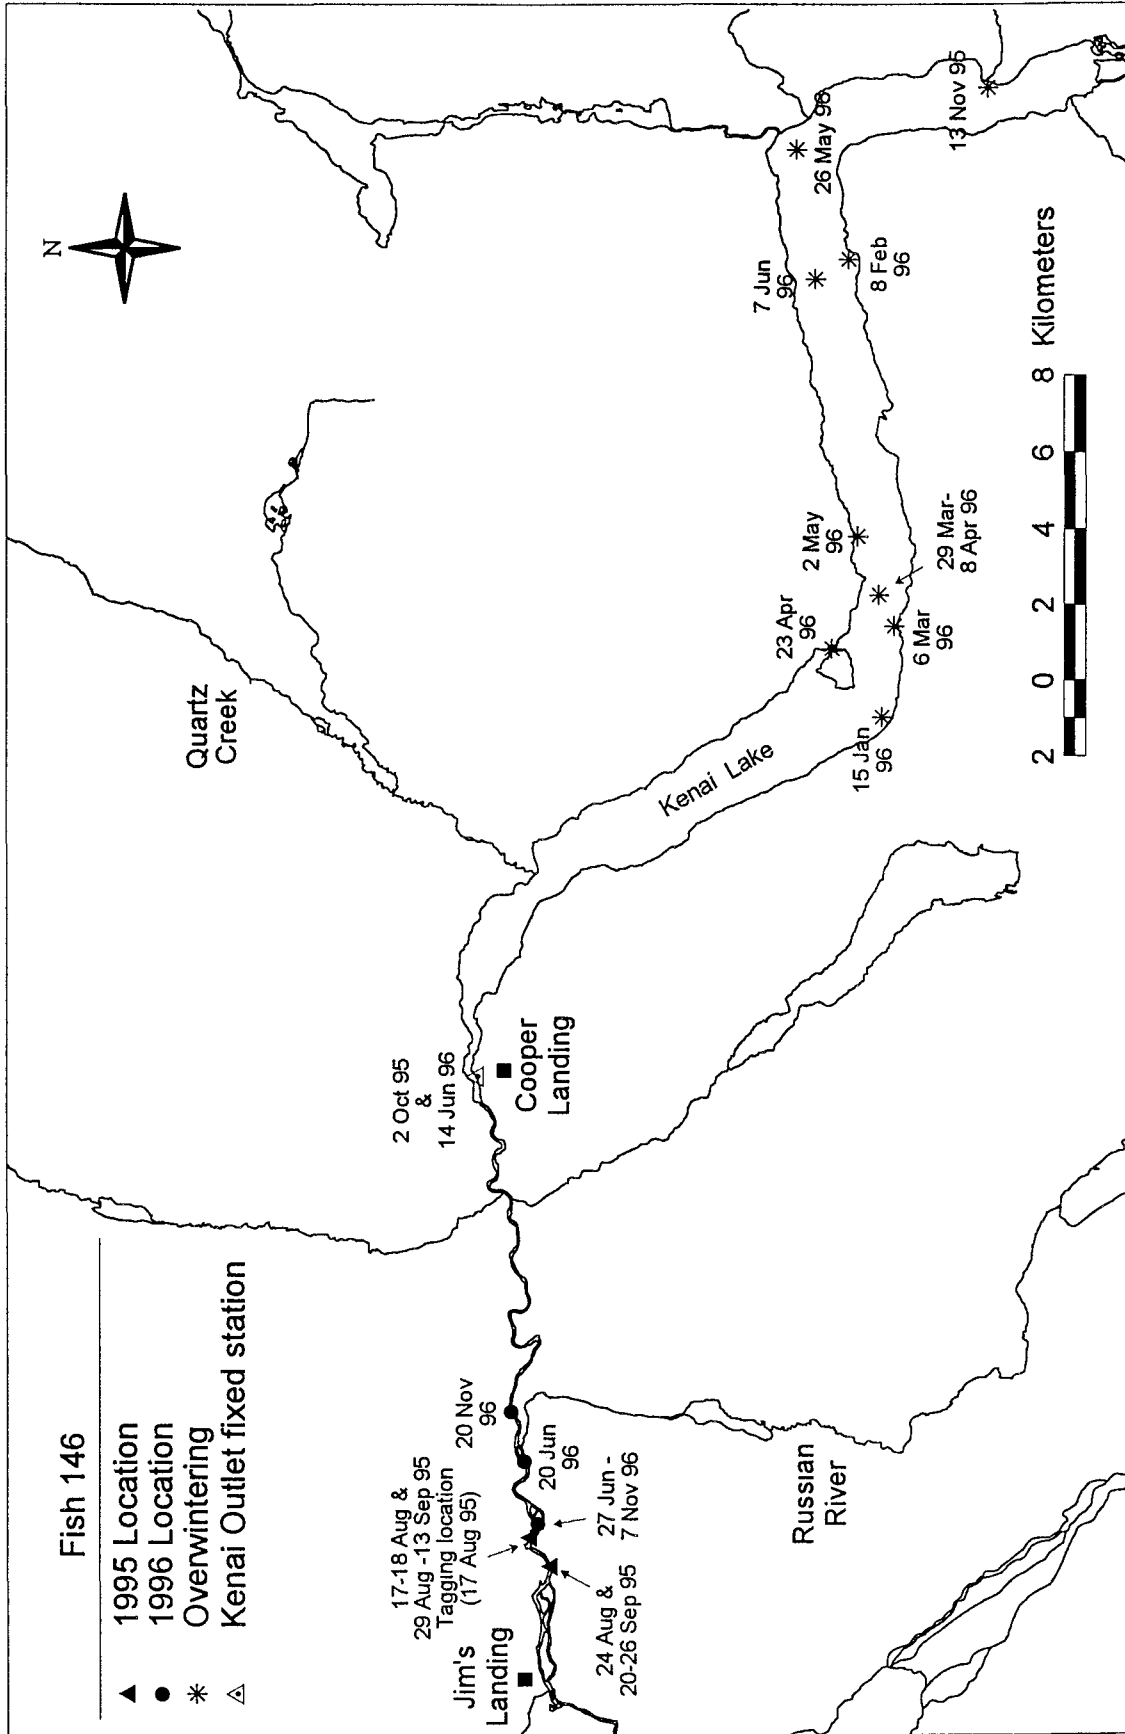 Fish 146
1995 Location
1996 Location
Overwintering
Kenai Outlet fixed station
N
Quartz
Creek
2 Oct 95
&
14 Jun 96
Cooper
Landing
17-18 Aug &
29 Aug -13 Sep 95
Tagging location
(17 Aug 95)
Jim's
Landing
24 Aug &
20-26 Sep 95
27 Jun -
7 Nov 96
20 Jun
96
20 Nov
96
Russian
River
Kenai Lake
15 Jan
96
23 Apr
96
6 Mar
96
29 Mar-
8 Apr 96
2 May
96
7 Jun
96
8 Feb
96
26 May 96
13 Nov 95
2 0 2 4 6 8 Kilometers